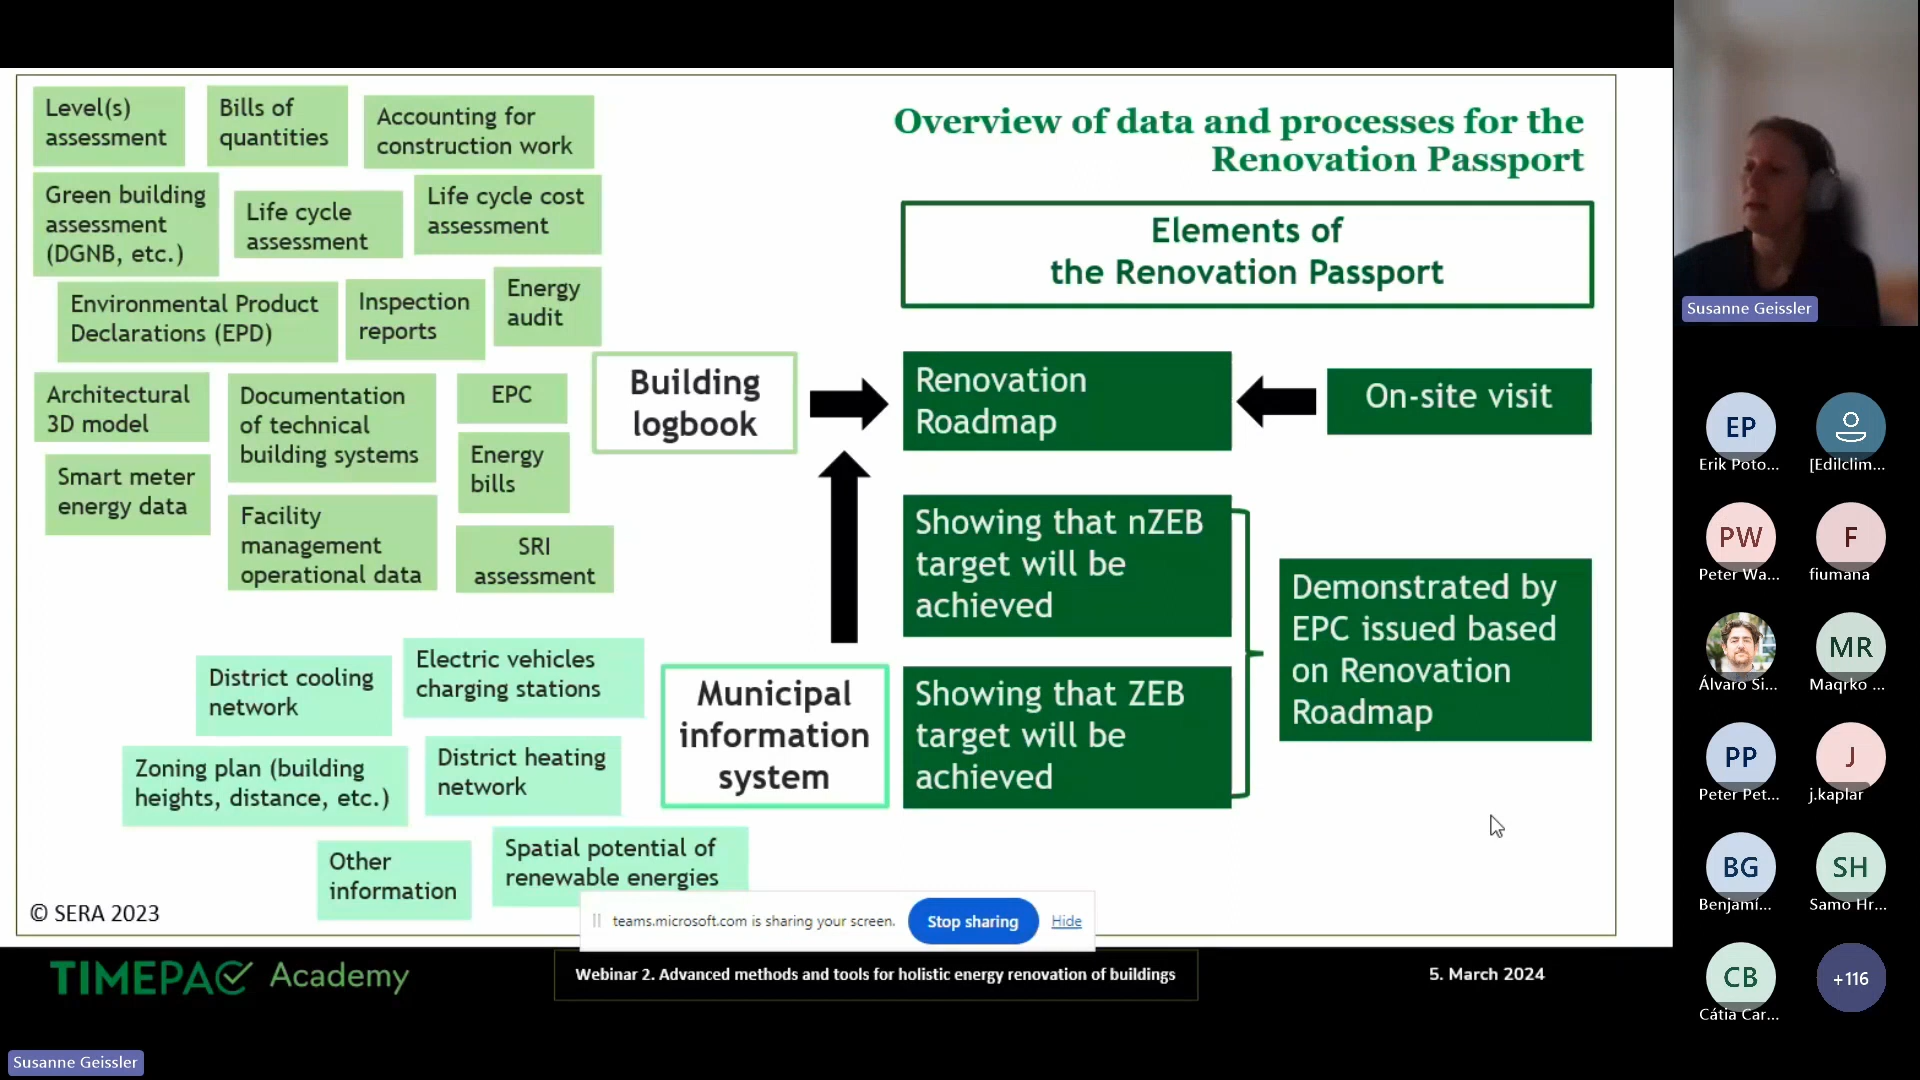 Level(s)
assessment
Bills of
quantities
Accounting for
construction work
Overview of data and processes for the
Renovation Passport
Green building
assessment
(DGNB, etc.)
Life cycle
assessment
Life cycle cost
assessment
Elements of
the Renovation Passport
Environmental Product
Declarations (EPD)
Inspection
reports
Energy
audit
Susanne Geissler
Architectural
3D model
Documentation
of technical
building systems
EPC
Building
logbook
Renovation
Roadmap
On-site visit
Smart meter
energy data
Energy
bills
Facility
management
operational data
SRI
assessment
Showing that nZEB
target will be
achieved
Demonstrated by
EPC issued based
on Renovation
Roadmap
District cooling
network
Electric vehicles
charging stations
Municipal
information
system
Showing that ZEB
target will be
achieved
Zoning plan (building
heights, distance, etc.)
District heating
network
Other
information
Spatial potential of
renewable energies
© SERA 2023
teams.microsoft.com is sharing your screen.
Stop sharing
Hide
TIMEPAC Academy
Webinar 2. Advanced methods and tools for holistic energy renovation of buildings
5. March 2024
EP
Erik Poto...
[Edilclim...
PW
Peter Wa...
F
fiumana
Álvaro Si...
MR
Maqrko ...
PP
Peter Pet...
J
j.kaplar
BG
Benjamí...
SH
Samo Hr...
CB
Cátia Car...
+116
Susanne Geissler